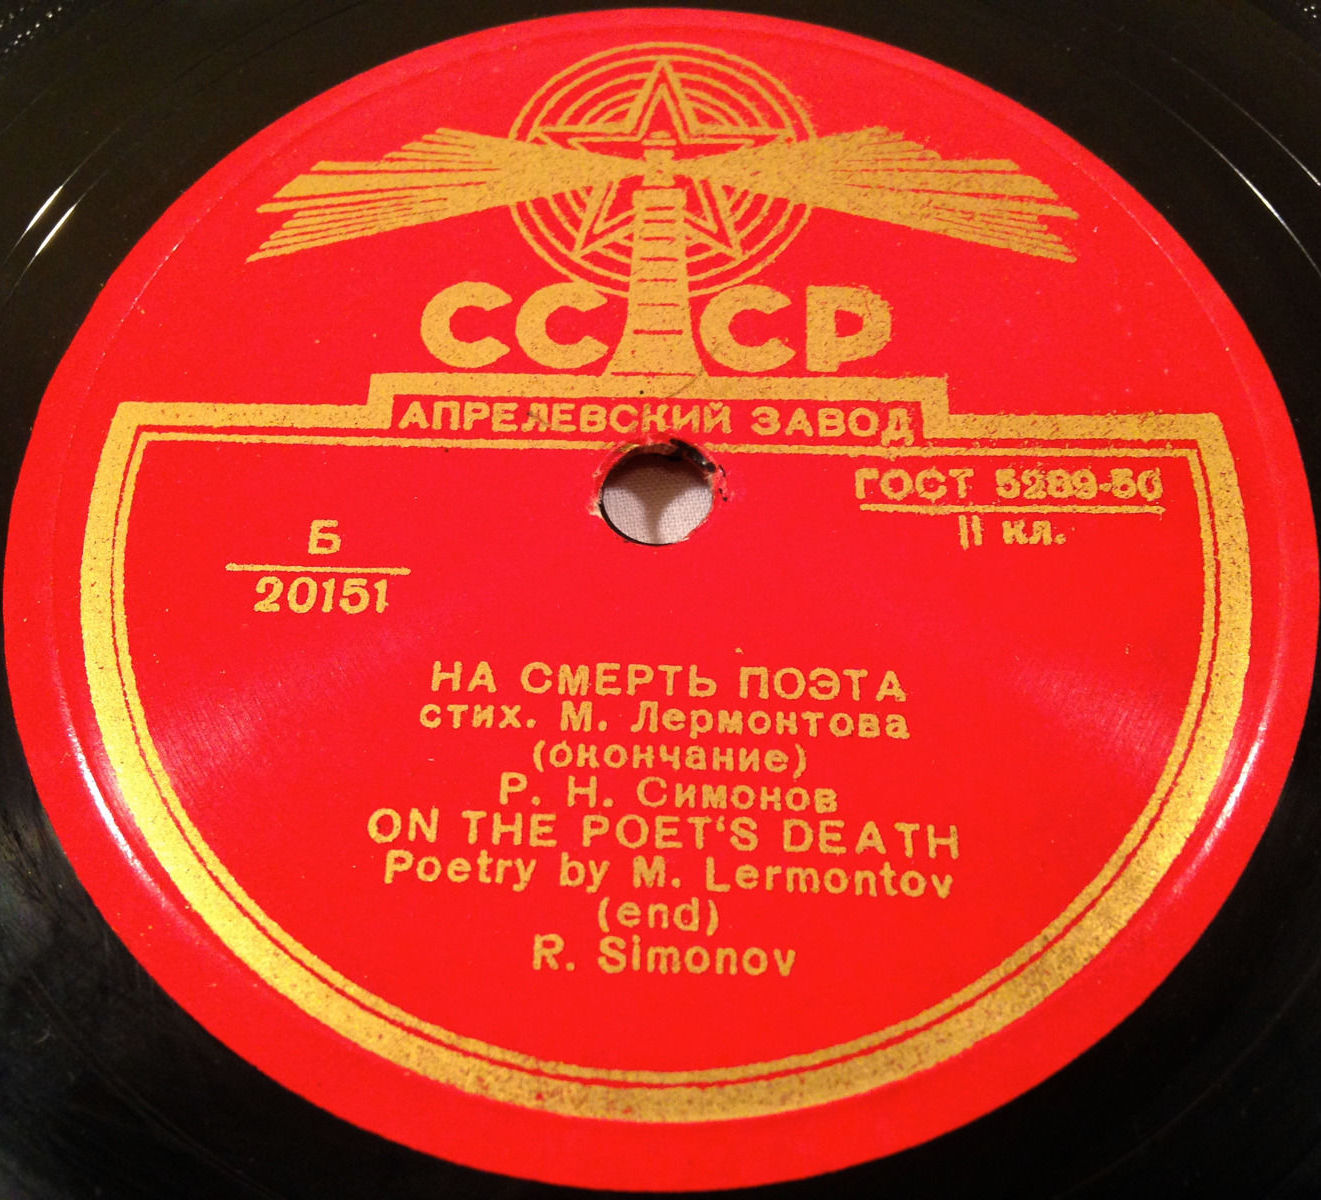 СССР
АПРЕЛЕВСКИЙ ЗАВОД
ГОСТ 5289-50
II кл.
Б
20151
НА СМЕРТЬ ПОЭТА
стих. М. Лермонтова
(окончание)
Р. Н. Симонов
ON THE POET'S DEATH
Poetry by M. Lermontov
(end)
R. Simonov